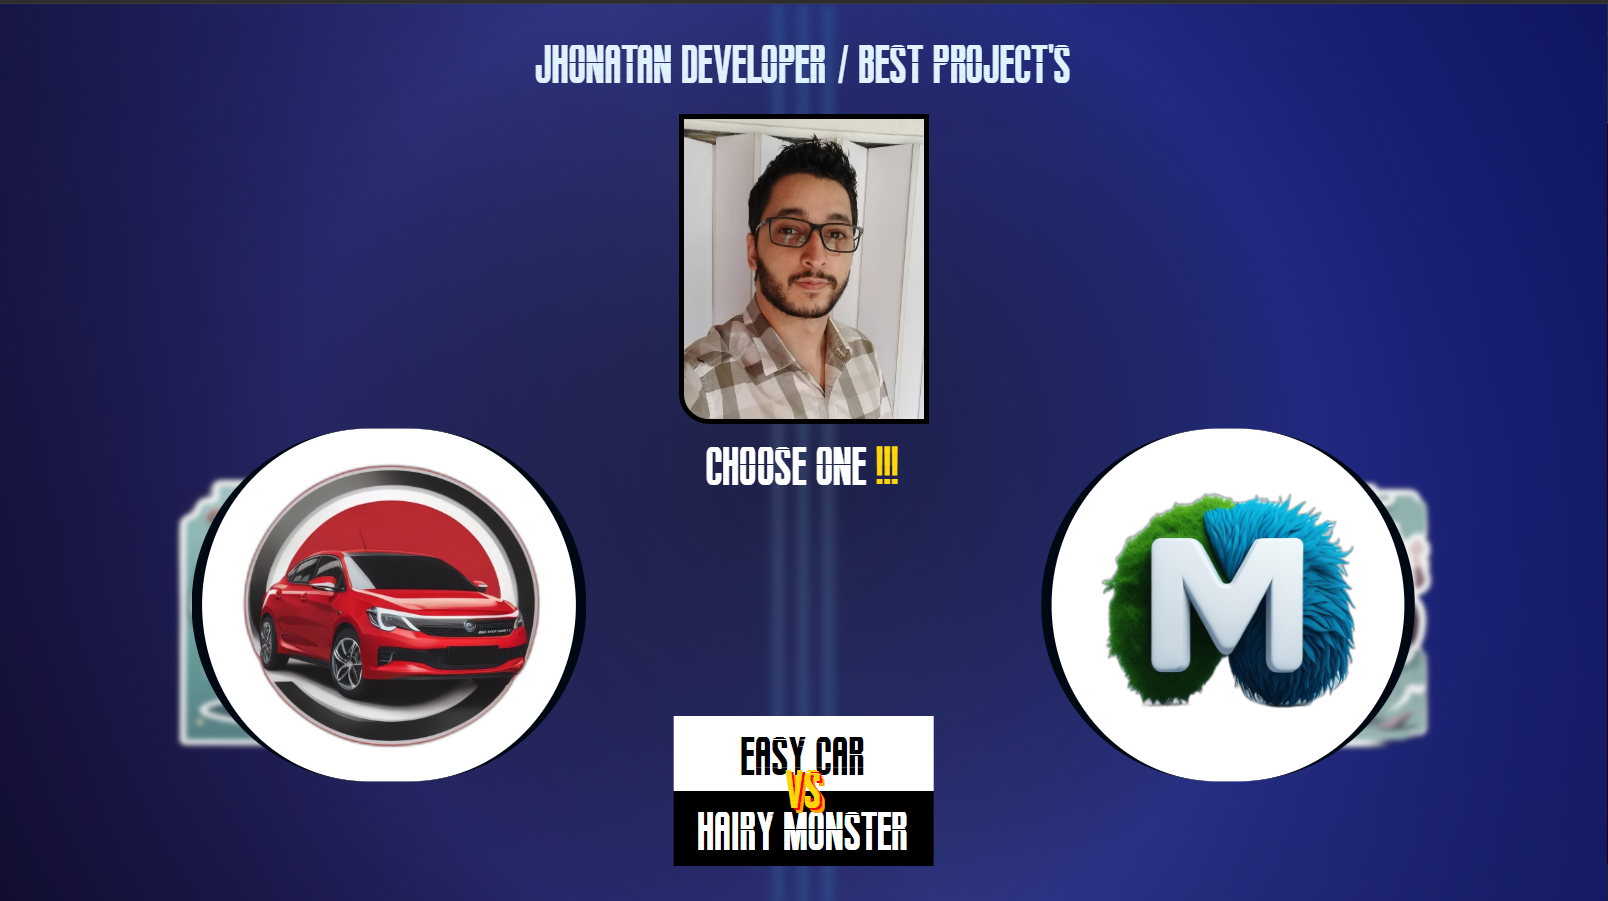 JHONATAN DEVELOPER / BEST PROJECT'S
CHOOSE ONE !!!
M
EASY CAR
VS
HAIRY MONSTER